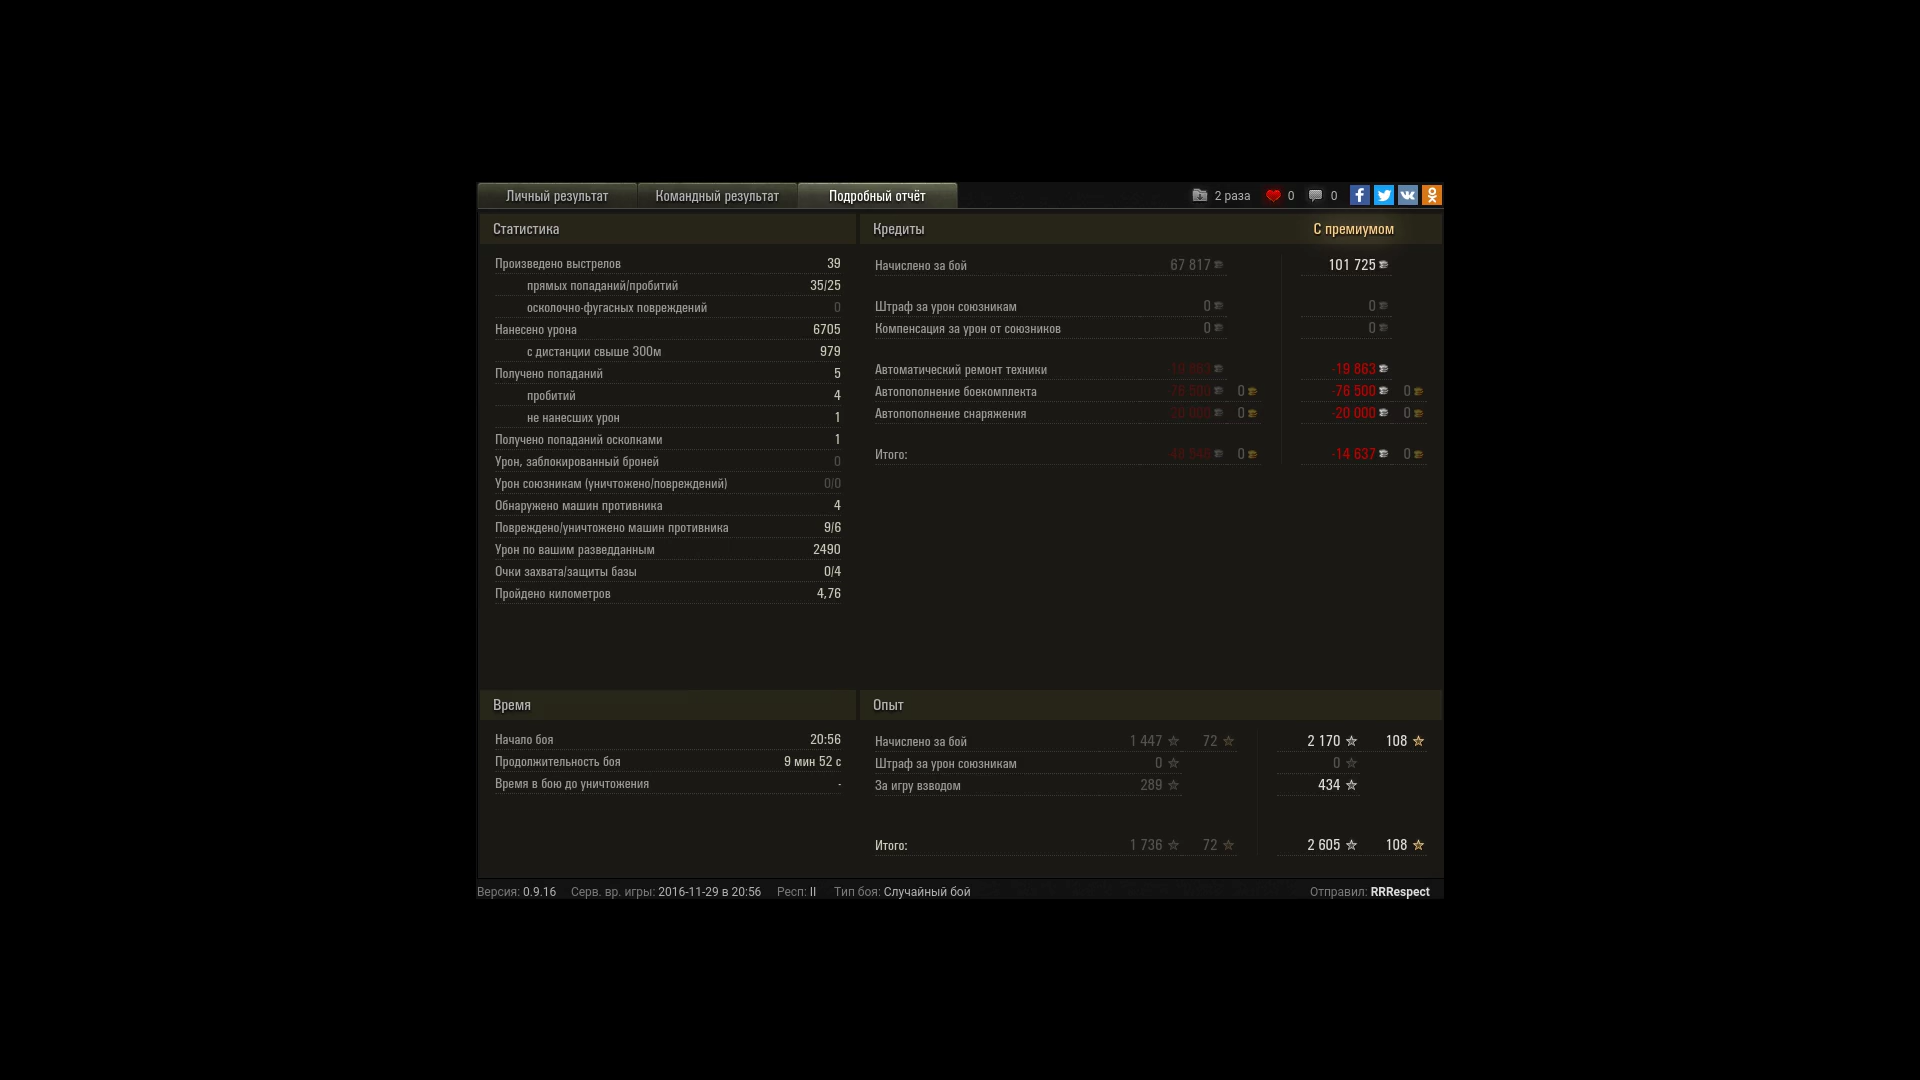 Личный результат Командный результат Подробный отчёт 2 раза 0 0
Статистика
Произведено выстрелов 39
прямых попаданий/пробитий 35/25
осколочно-фугасных повреждений 0
Нанесено урона 6705
с дистанции свыше 300м 979
Получено попаданий 5
пробитий 4
не нанесших урон 1
Получено попаданий осколками 1
Урон, заблокированный броней 0
Урон союзникам (уничтожено/повреждений) 0/0
Обнаружено машин противника 4
Повреждено/уничтожено машин противника 9/6
Урон по вашим разведданным 2490
Очки захвата/защиты базы 0/4
Пройдено километров 4,76
Кредиты С премиумом
Начислено за бой 67 817 101 725
Штраф за урон союзникам 0 0
Компенсация за урон от союзников 0 0
Автоматический ремонт техники -19 863 -19 863
Автопополнение боекомплекта -76 500 0 -76 500 0
Автопополнение снаряжения -20 000 0 -20 000 0
Итого: 0 -14 637 0
Время
Начало боя 20:56
Продолжительность боя 9 мин 52 с
Время в бою до уничтожения -
Опыт
Начислено за бой 1 447 72 2 170 108
Штраф за урон союзникам 0 0
За игру взводом 289 434
Итого: 1 736 72 2 605 108
Версия: 0.9.16 Серв. вр. игры: 2016-11-29 в 20:56 Респ: II Тип боя: Случайный бой Отправил: RRRespect